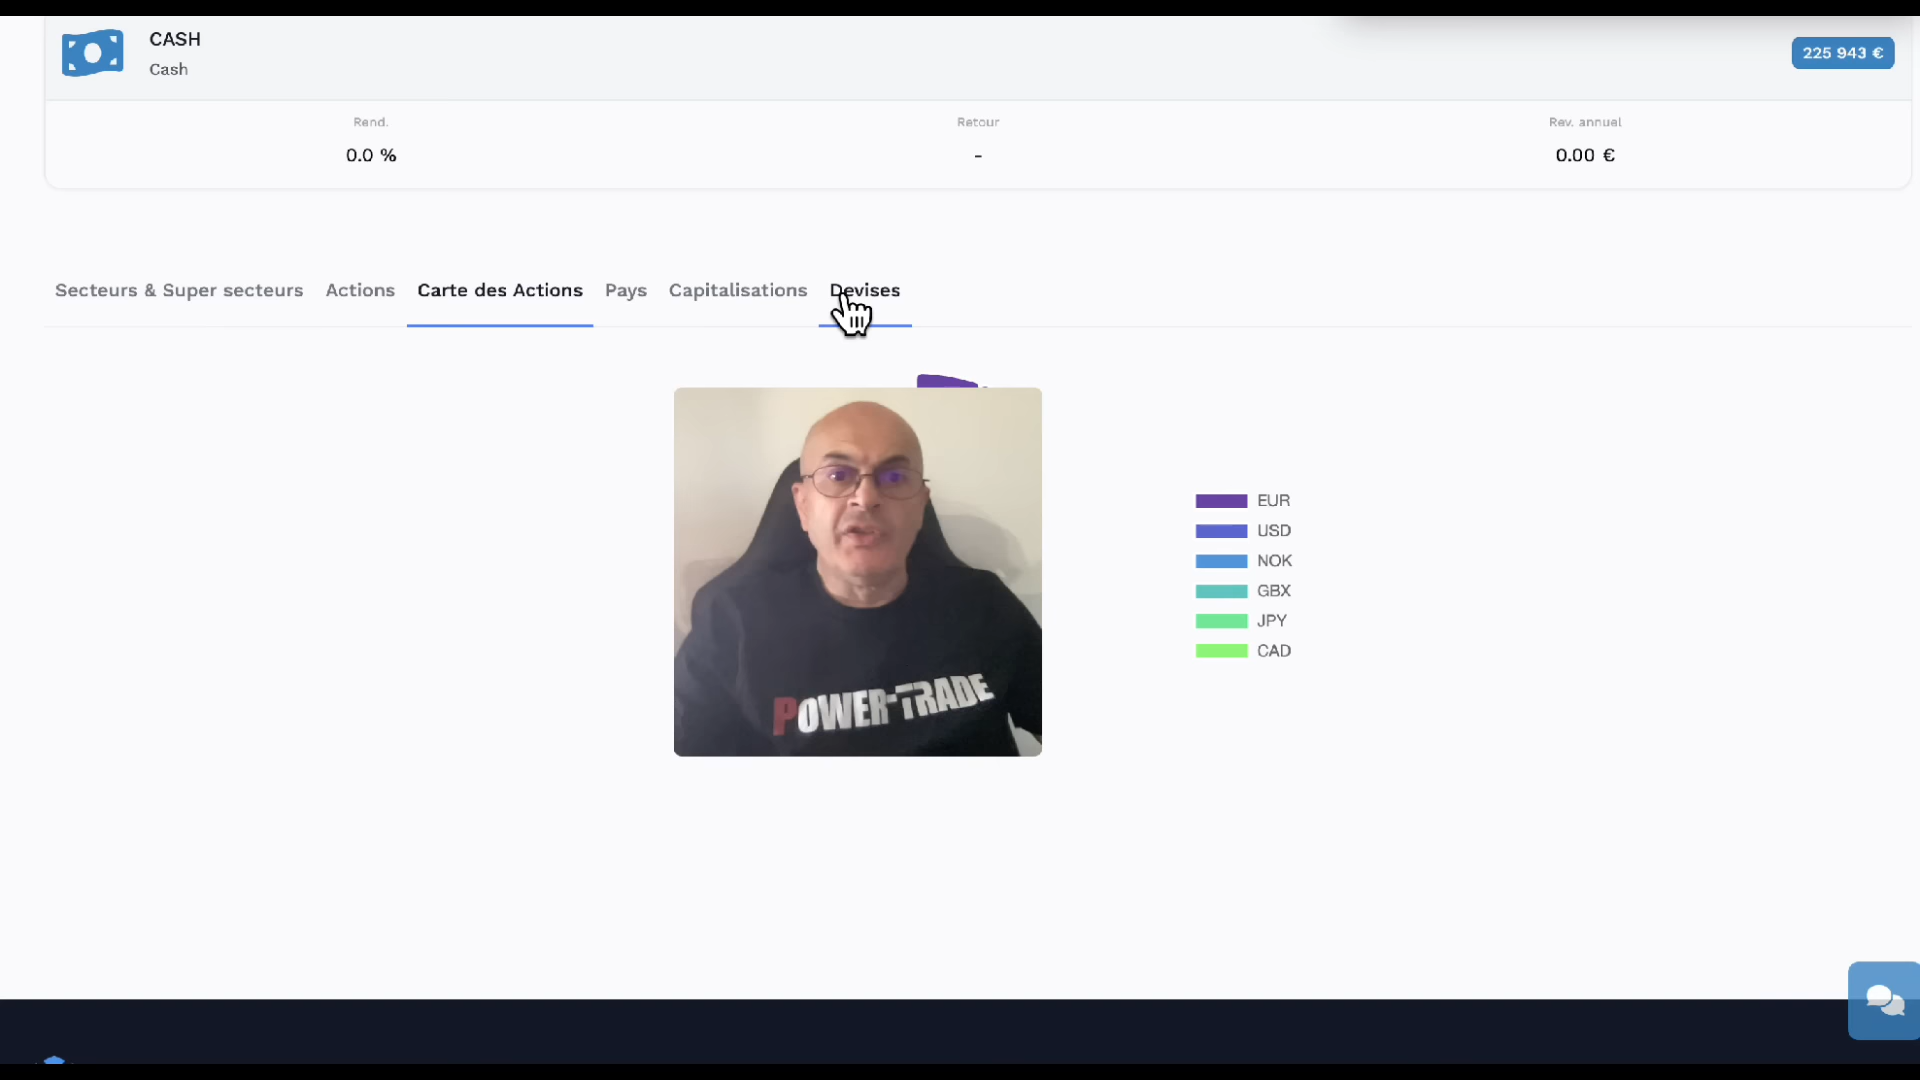 CASH
Cash
225 943 €
Rend.
Retour
Rev. annuel
0.0 %
-
0.00 €
Secteurs & Super secteurs
Actions
Carte des Actions
Pays
Capitalisations
Devises
EUR
USD
NOK
GBX
JPY
CAD
POWER-TRADE